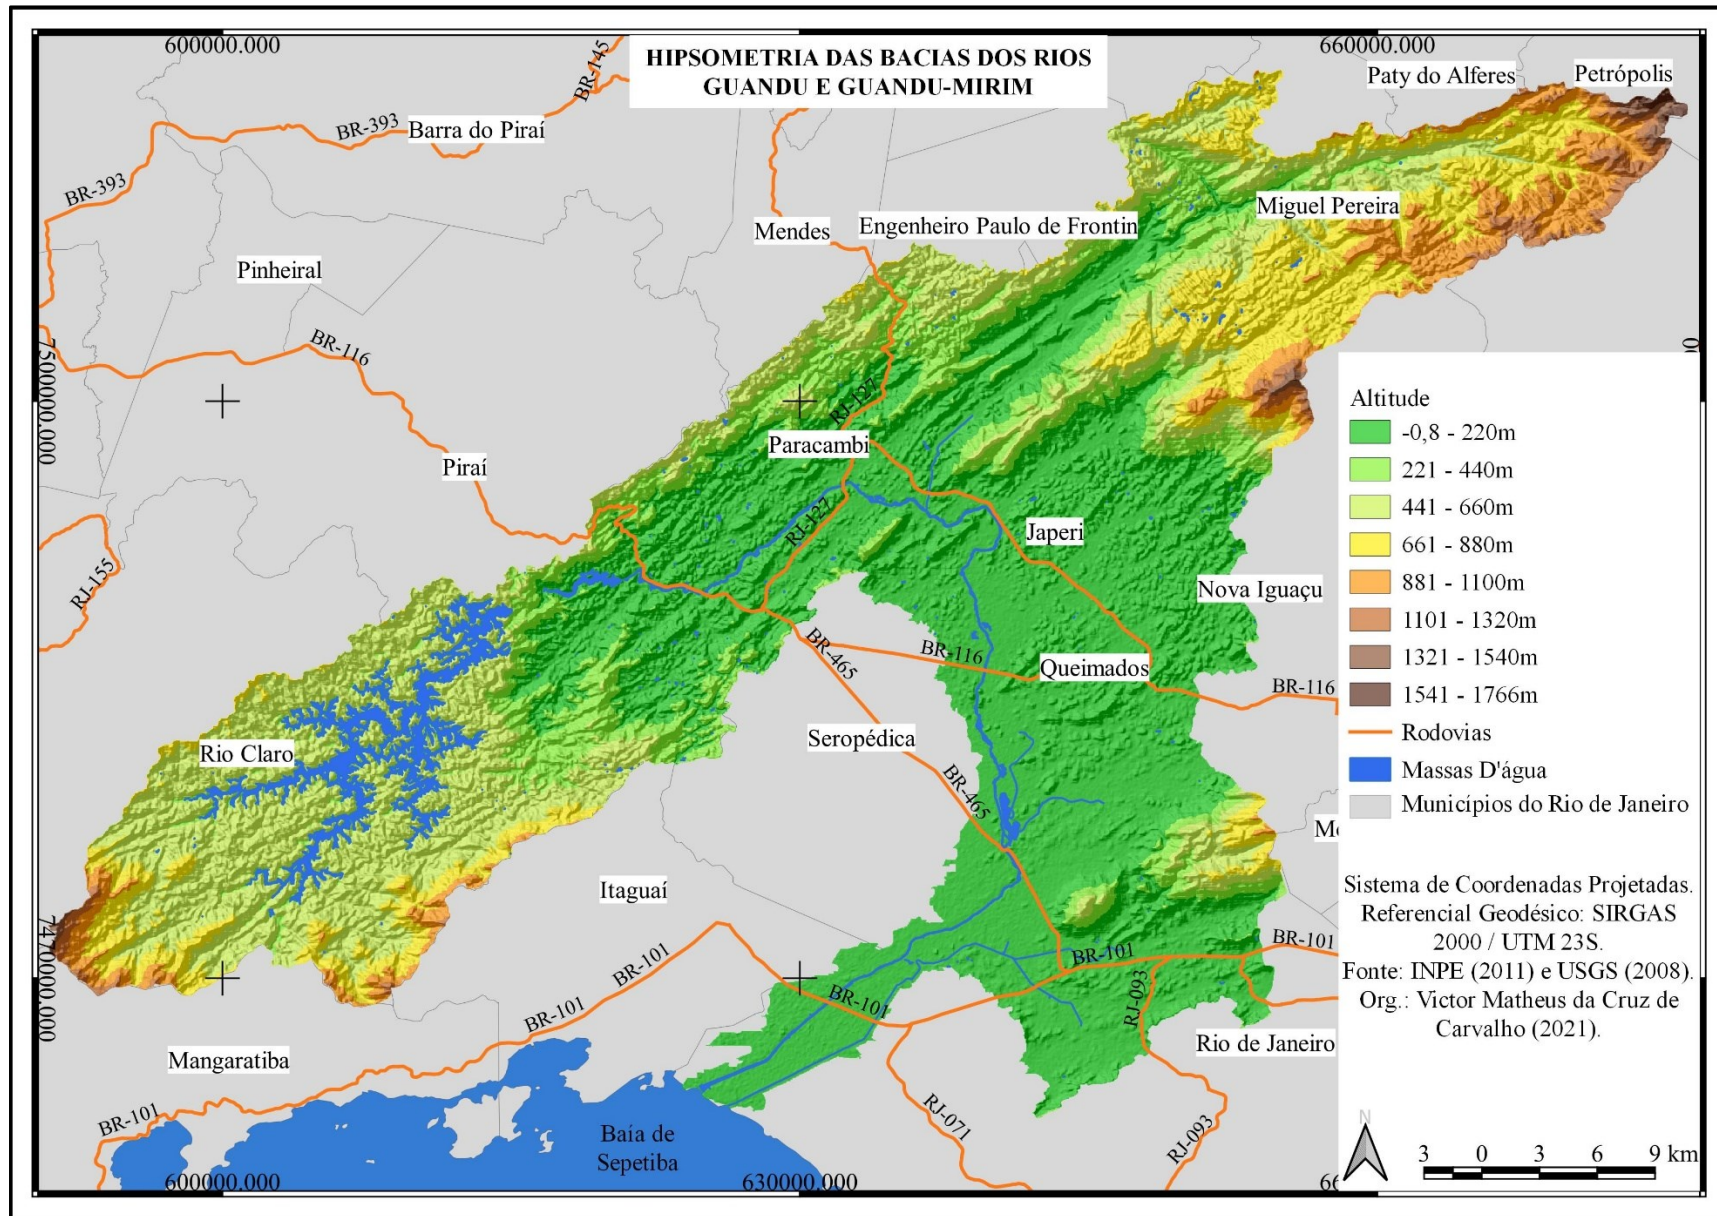 600000.000
660000.000
HIPSOMETRIA DAS BACIAS DOS RIOS
GUANDU E GUANDU-MIRIM
BR-145
Paty do Alferes
Petrópolis
BR-393
Barra do Piraí
BR-393
Miguel Pereira
Mendes
Engenheiro Paulo de Frontin
Pinheiral
BR-116
7500000.000
RJ-127
Paracambi
Piraí
RJ-127
Japeri
RJ-155
Nova Iguaçu
BR-465
BR-116
Queimados
BR-116
Rio Claro
Seropédica
BR-465
Itaguaí
7470000.000
BR-101
BR-101
BR-101
BR-101
BR-101
RJ-093
Rio de Janeiro
Mangaratiba
BR-101
RJ-071
RJ-093
Baía de
Sepetiba
600000.000
630000.000
Altitude
-0,8 - 220m
221 - 440m
441 - 660m
661 - 880m
881 - 1100m
1101 - 1320m
1321 - 1540m
1541 - 1766m
Rodovias
Massas D'água
Municípios do Rio de Janeiro
Sistema de Coordenadas Projetadas.
Referencial Geodésico: SIRGAS
2000 / UTM 23S.
Fonte: INPE (2011) e USGS (2008).
Org.: Victor Matheus da Cruz de
Carvalho (2021).
N
3 0 3 6 9 km